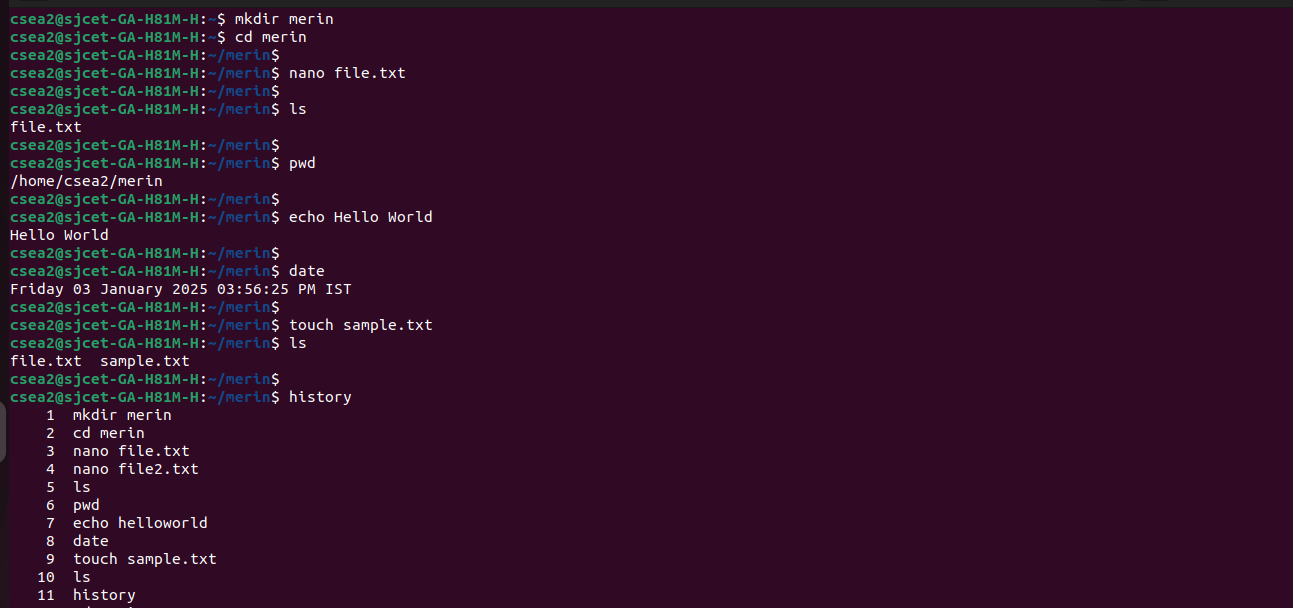 csea2@sjcet-GA-H81M-H:~$ mkdir merin
csea2@sjcet-GA-H81M-H:~$ cd merin
csea2@sjcet-GA-H81M-H:~/merin$
csea2@sjcet-GA-H81M-H:~/merin$ nano file.txt
csea2@sjcet-GA-H81M-H:~/merin$
csea2@sjcet-GA-H81M-H:~/merin$ ls
file.txt
csea2@sjcet-GA-H81M-H:~/merin$
csea2@sjcet-GA-H81M-H:~/merin$ pwd
/home/csea2/merin
csea2@sjcet-GA-H81M-H:~/merin$
csea2@sjcet-GA-H81M-H:~/merin$ echo Hello World
Hello World
csea2@sjcet-GA-H81M-H:~/merin$
csea2@sjcet-GA-H81M-H:~/merin$ date
Friday 03 January 2025 03:56:25 PM IST
csea2@sjcet-GA-H81M-H:~/merin$
csea2@sjcet-GA-H81M-H:~/merin$ touch sample.txt
csea2@sjcet-GA-H81M-H:~/merin$ ls
file.txt  sample.txt
csea2@sjcet-GA-H81M-H:~/merin$
csea2@sjcet-GA-H81M-H:~/merin$ history
    1  mkdir merin
    2  cd merin
    3  nano file.txt
    4  nano file2.txt
    5  ls
    6  pwd
    7  echo helloworld
    8  date
    9  touch sample.txt
   10  ls
   11  history